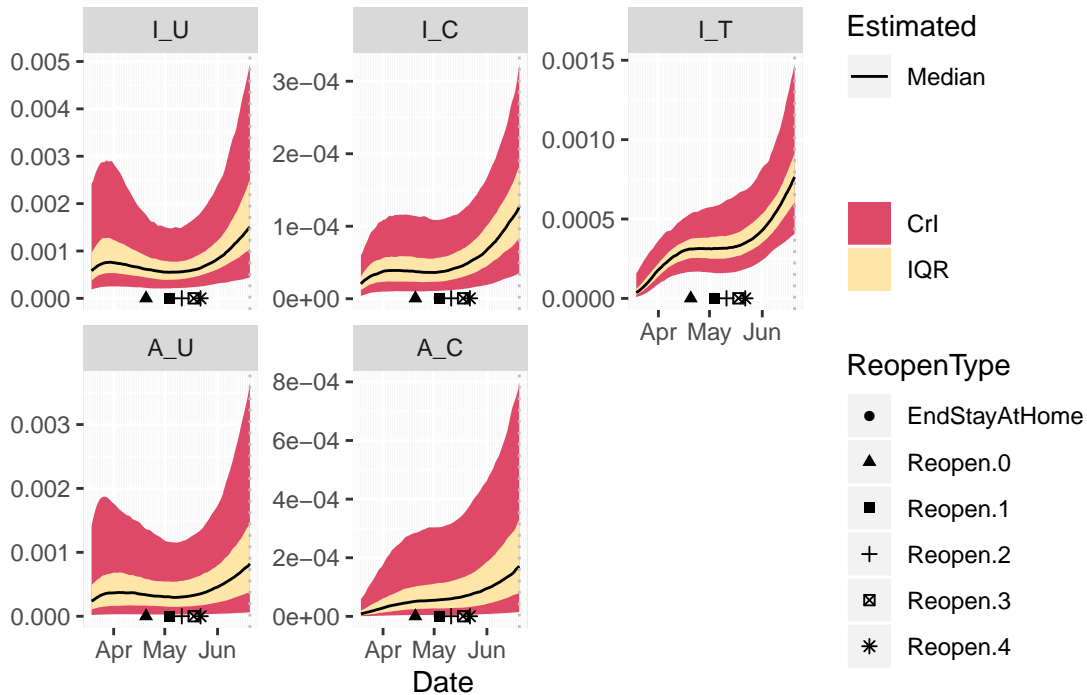 I_U
I_C
I_T
0.005
0.004
0.003
0.002
0.001
0.000
3e−04
2e−04
1e−04
0e+00
0.0015
0.0010
0.0005
0.0000
Apr May Jun
A_U
A_C
0.003
0.002
0.001
0.000
8e−04
6e−04
4e−04
2e−04
0e+00
Apr May Jun
Apr May Jun
Date
Estimated
Median
CrI
IQR
ReopenType
EndStayAtHome
Reopen.0
Reopen.1
Reopen.2
Reopen.3
Reopen.4